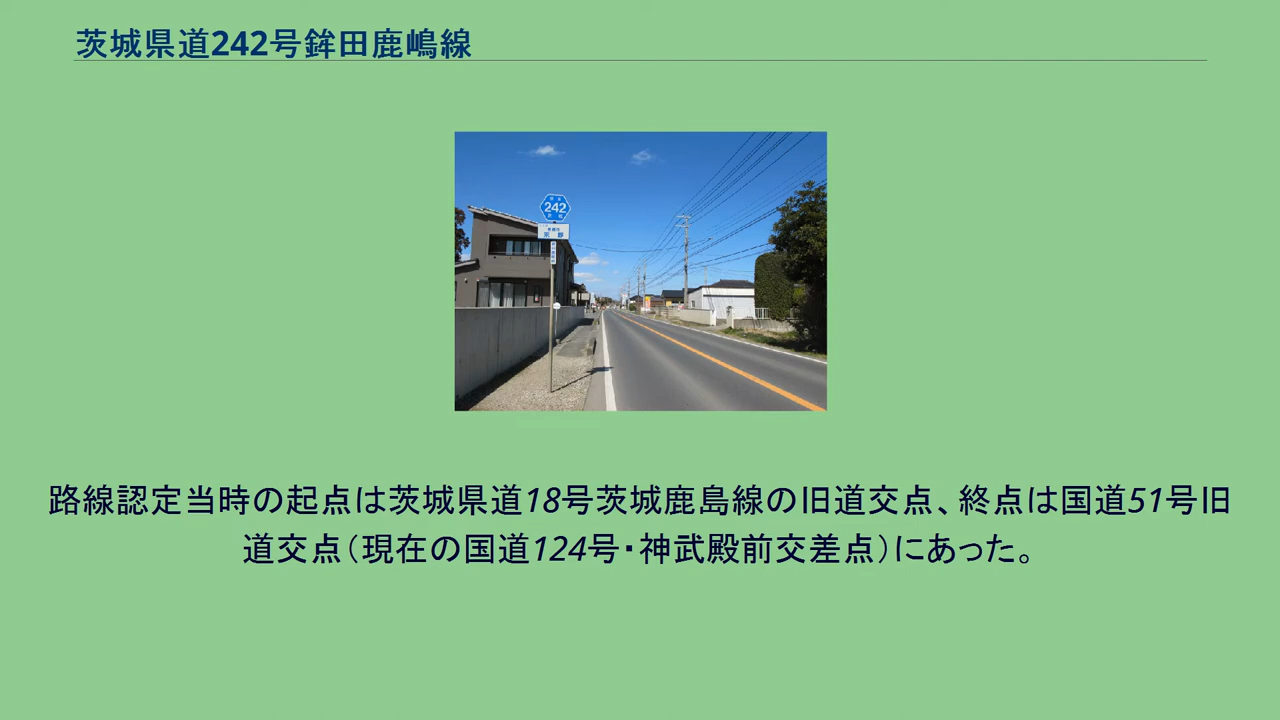 茨城県道242号鉾田鹿嶋線
242
路線認定当時の起点は茨城県道18号茨城鹿島線の旧道交点、終点は国道51号旧
道交点(現在の国道124号・神武殿前交差点)にあった。